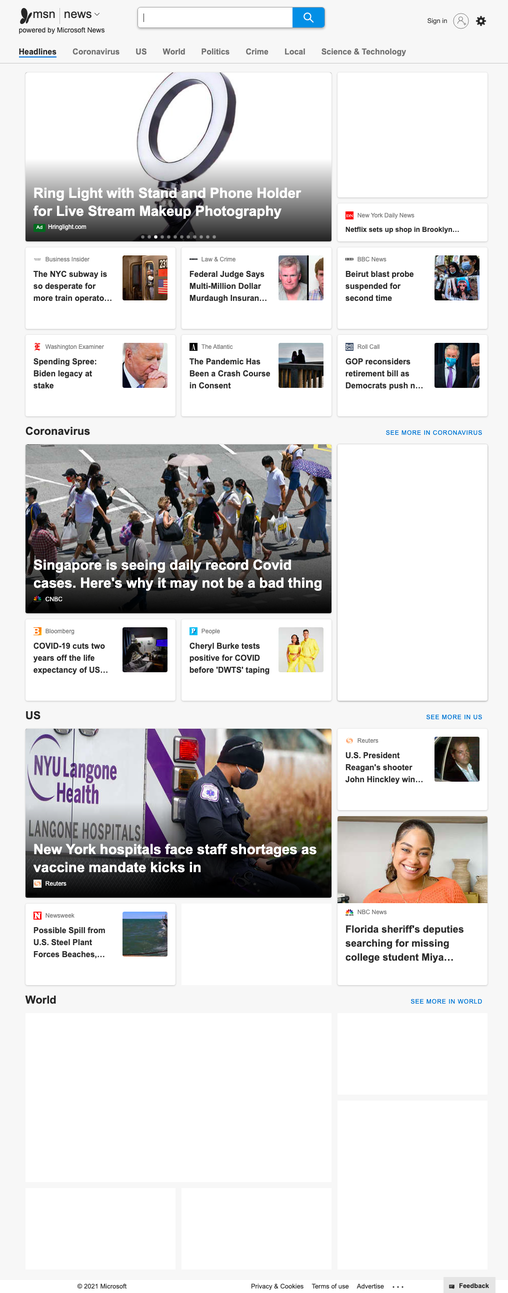 msn | news
powered by Microsoft News
Sign in
Headlines Coronavirus US World Politics Crime Local Science & Technology
Ring Light with Stand and Phone Holder
for Live Stream Makeup Photography
Ad Hringlight.com
New York Daily News
Netflix sets up shop in Brooklyn…
Business Insider
The NYC subway is
so desperate for
more train operato…
Law & Crime
Federal Judge Says
Multi-Million Dollar
Murdaugh Insuran…
BBC News
Beirut blast probe
suspended for
second time
Washington Examiner
Spending Spree:
Biden legacy at
stake
The Atlantic
The Pandemic Has
Been a Crash Course
in Consent
Roll Call
GOP reconsiders
retirement bill as
Democrats push n…
Coronavirus
SEE MORE IN CORONAVIRUS
Singapore is seeing daily record Covid
cases. Here's why it may not be a bad thing
CNBC
Bloomberg
COVID-19 cuts two
years off the life
expectancy of US…
People
Cheryl Burke tests
positive for COVID
before 'DWTS' taping
US
SEE MORE IN US
NYU Langone
Health
LANGONE HOSPITALS
New York hospitals face staff shortages as
vaccine mandate kicks in
Reuters
Reuters
U.S. President
Reagan's shooter
John Hinckley win…
Newsweek
Possible Spill from
U.S. Steel Plant
Forces Beaches,…
NBC News
Florida sheriff's deputies
searching for missing
college student Miya…
World
SEE MORE IN WORLD
© 2021 Microsoft
Privacy & Cookies Terms of use Advertise ...
Feedback